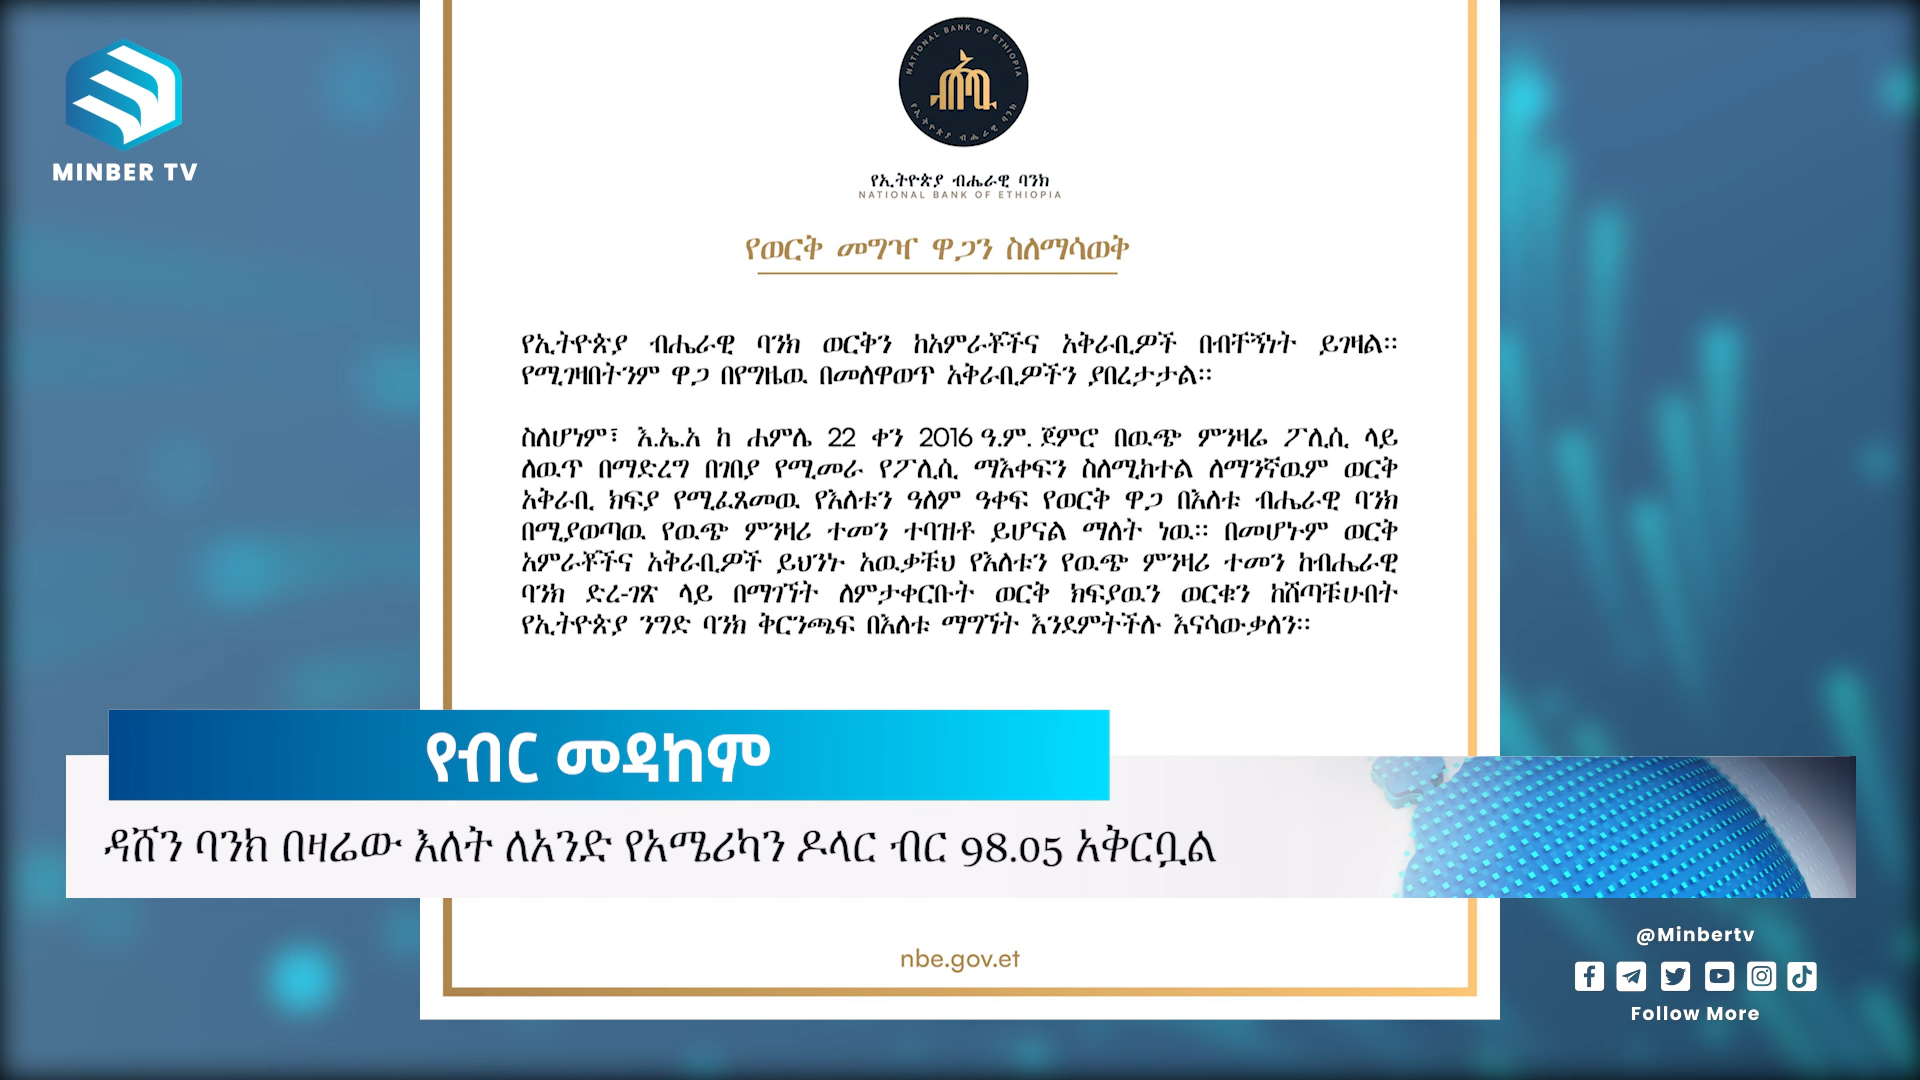 MINBER TV
NATIONAL BANK OF ETHIOPIA
የኢትዮጵያ ብሔራዊ ባንክ
የኢትዮጵያ ብሔራዊ ባንክ
NATIONAL BANK OF ETHIOPIA
የወርቅ መግዣ ዋጋን ስለማሳወቅ
የኢትዮጵያ ብሔራዊ ባንክ ወርቅን ከአምራቾችና አቅራቢዎች በብቸኝነት ይገዛል፡፡
የሚገዛበትንም ዋጋ በየግዜዉ በመለዋወጥ አቅራቢዎችን ያበረታታል፡፡
ስለሆነም፣ እ.ኤ.አ ከ ሐምሌ 22 ቀን 2016 ዓ.ም. ጀምሮ በዉጭ ምንዛሬ ፖሊሲ ላይ
ለዉጥ በማድረግ በገበያ የሚመራ የፖሊሲ ማእቀፍን ስለሚከተል ለማንኛዉም ወርቅ
አቅራቢ ክፍያ የሚፈጸመዉ የእለቱን ዓለም ዓቀፍ የወርቅ ዋጋ በእለቱ ብሔራዊ ባንክ
በሚያወጣዉ የዉጭ ምንዛሪ ተመን ተባዝቶ ይሆናል ማለት ነዉ፡፡ በመሆኑም ወርቅ
አምራቾችና አቅራቢዎች ይህንኑ አዉቃቹህ የእለቱን የዉጭ ምንዛሪ ተመን ከብሔራዊ
ባንክ ድረ-ገጽ ላይ በማገኘት ለምታቀርቡት ወርቅ ክፍያዉን ወርቁን ከሸጣቹሁበት
የኢትዮጵያ ንግድ ባንክ ቅርንጫፍ በእለቱ ማግኘት እንደምትችሉ እናሳውቃለን፡፡
የብር መዳከም
ዳሸን ባንክ በዛሬው እለት ለአንድ የአሜሪካን ዶላር ብር 98.05 አቅርቧል
nbe.gov.et
@Minbertv
Follow More